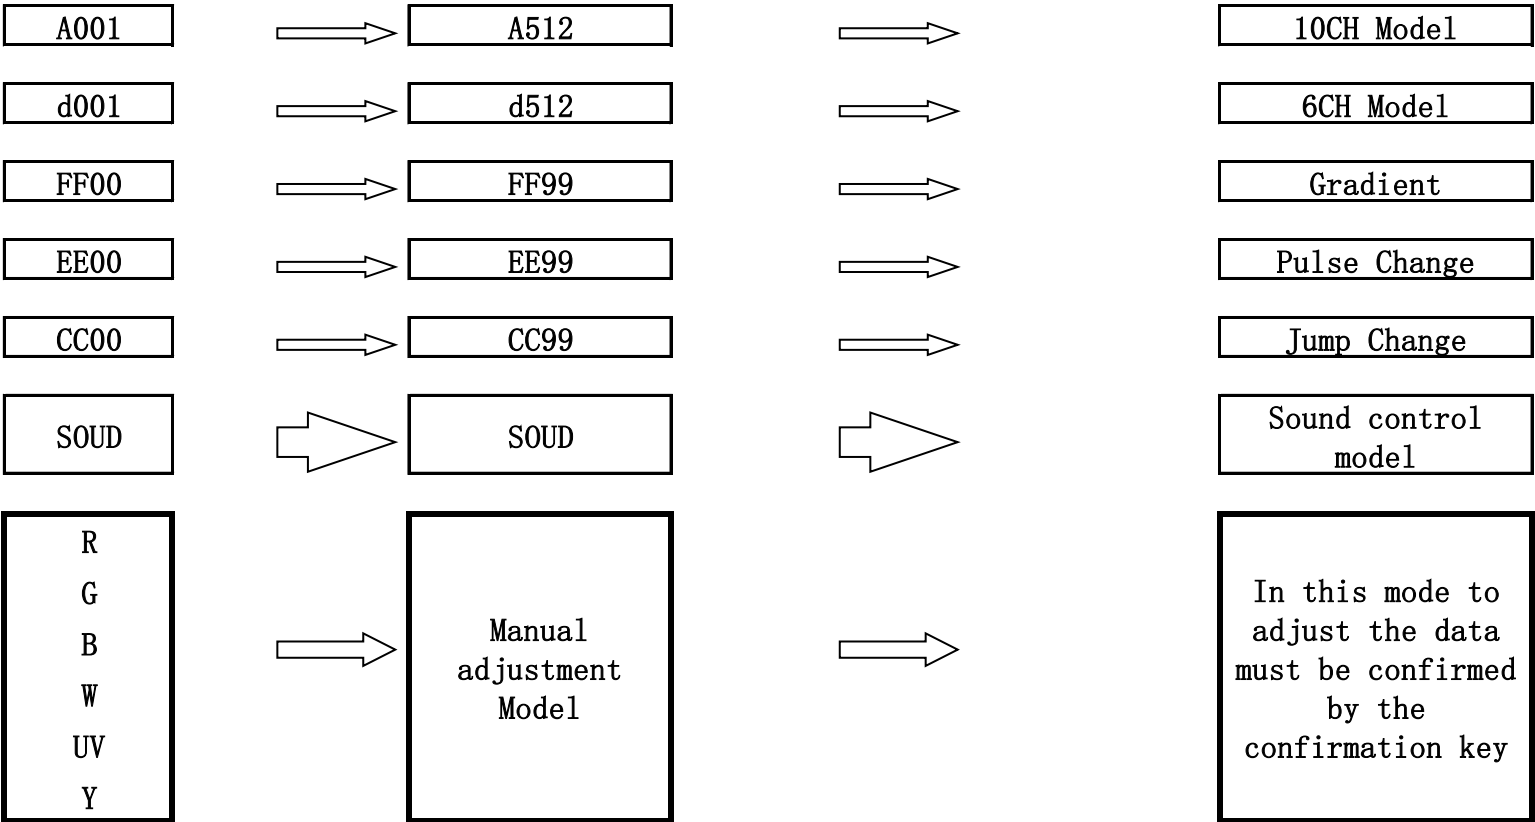 A001
A512
10CH Model
d001
d512
6CH Model
FF00
FF99
Gradient
EE00
EE99
Pulse Change
CC00
CC99
Jump Change
SOUD
SOUD
Sound control
model
R
G
B
W
UV
Y
Manual
adjustment
Model
In this mode to
adjust the data
must be confirmed
by the
confirmation key